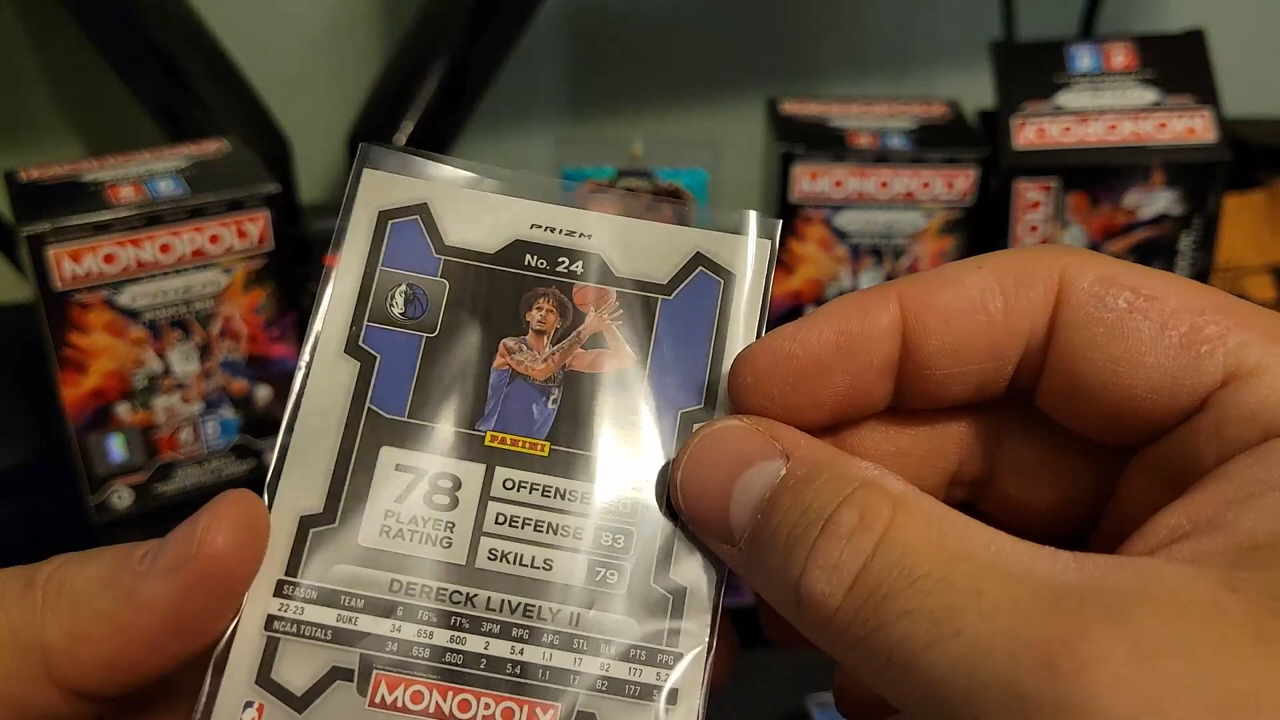 MONOPOLY
PRIZM
MONOPOLY
MONOPOLY
MONOPOLY
PRIZM
No. 24
PANINI
78
PLAYER
RATING
OFFENSE
DEFENSE 83
SKILLS 79
DERECK LIVELY II
SEASON TEAM G FG% FT% 3PM RPG APG STL BLK PTS PPG
22-23 DUKE 34 .658 .600 2 5.4 1.1 17 82 177 5.2
NCAA TOTALS 34 .658 .600 2 5.4 1.1 17 82 177
MONOPOLY